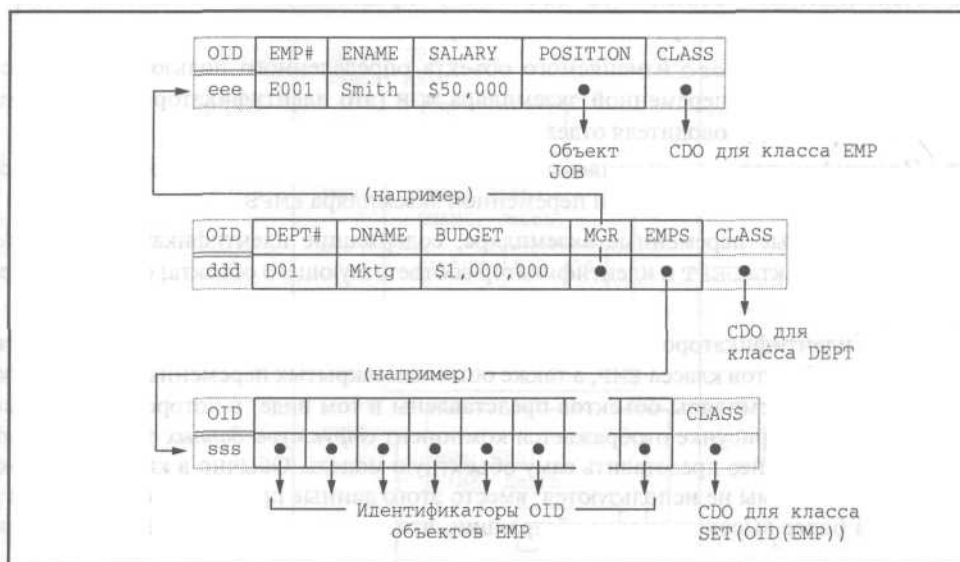 OID EMP# ENAME SALARY POSITION CLASS
eee E001 Smith $50,000
Объект JOB
CDO для класса EMP
(например)
OID DEPT# DNAME BUDGET MGR EMPS CLASS
ddd D01 Mktg $1,000,000
CDO для класса DEPT
(например)
OID CLASS
sss
Идентификаторы OID объектов EMP
CDO для класса SET(OID(EMP))